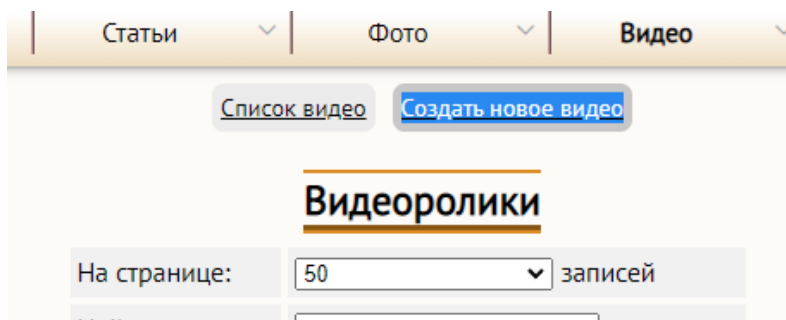 Статьи Фото Видео
Список видео Создать новое видео
Видеоролики
На странице: 50 записей